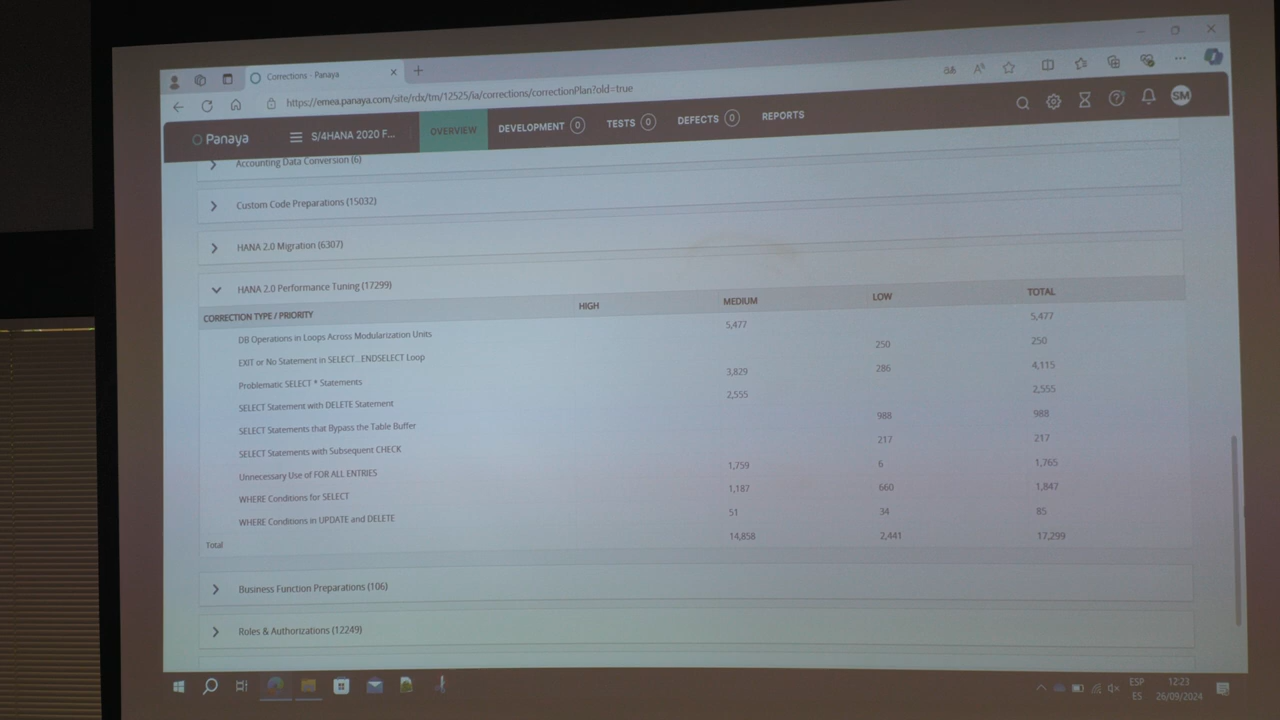 Corrections - Panaya
https://emea.panaya.com/site/rdx/tm/12525/ia/corrections/correctionPlan?old=true
Panaya S/4HANA 2020 F... OVERVIEW DEVELOPMENT 0 TESTS 0 DEFECTS 0 REPORTS SM
Accounting Data Conversion (6)
Custom Code Preparations (15032)
HANA 2.0 Migration (6307)
HANA 2.0 Performance Tuning (17299)
CORRECTION TYPE / PRIORITY HIGH MEDIUM LOW TOTAL
DB Operations in Loops Across Modularization Units 5,477 5,477
EXIT or No Statement in SELECT...ENDSELECT Loop 250 250
Problematic SELECT * Statements 3,829 286 4,115
SELECT Statement with DELETE Statement 2,555 2,555
SELECT Statements that Bypass the Table Buffer 988 988
SELECT Statements with Subsequent CHECK 217 217
Unnecessary Use of FOR ALL ENTRIES 1,759 6 1,765
WHERE Conditions for SELECT 1,187 660 1,847
WHERE Conditions in UPDATE and DELETE 51 34 85
Total 14,858 2,441 17,299
Business Function Preparations (106)
Roles & Authorizations (12249)
ESP 12:23
ES 26/09/2024